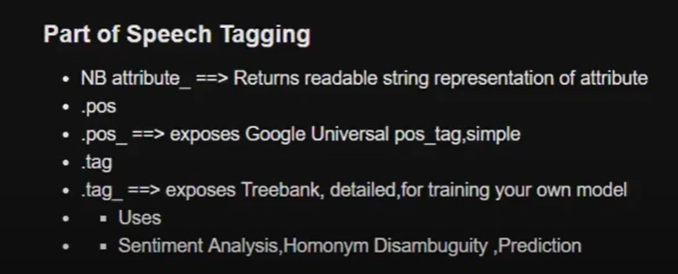 Part of Speech Tagging
• NB attribute_ ==> Returns readable string representation of attribute
• .pos
• .pos_ ==> exposes Google Universal pos_tag,simple
• .tag
• .tag_ ==> exposes Treebank, detailed,for training your own model
• ▪ Uses
• ▪ Sentiment Analysis,Homonym Disambuguity ,Prediction